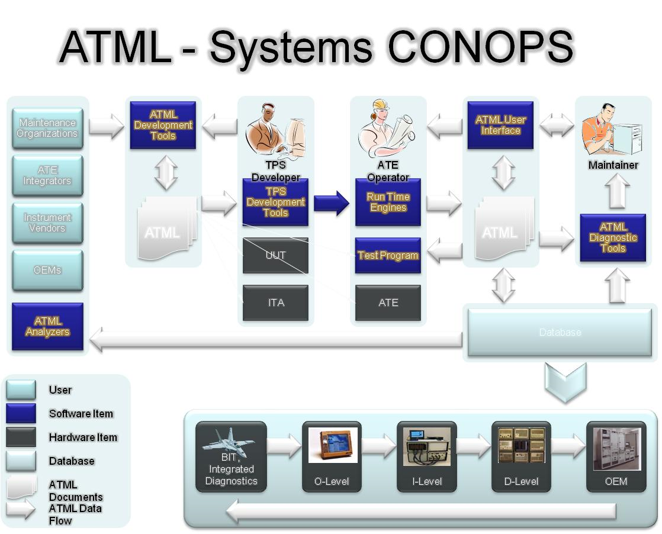 ATML - Systems CONOPS
Maintenance
Organizations
ATE
Integrators
Instrument
Vendors
OEMs
ATML
Analyzers
ATML
Development
Tools
ATML
TPS
Developer
TPS
Development
Tools
UUT
ITA
ATE
Operator
Run Time
Engines
Test Program
ATE
ATML User
Interface
ATML
Maintainer
ATML
Diagnostic
Tools
Database
User
Software Item
Hardware Item
Database
ATML
Documents
ATML Data
Flow
BIT
Integrated
Diagnostics
O-Level
I-Level
D-Level
OEM